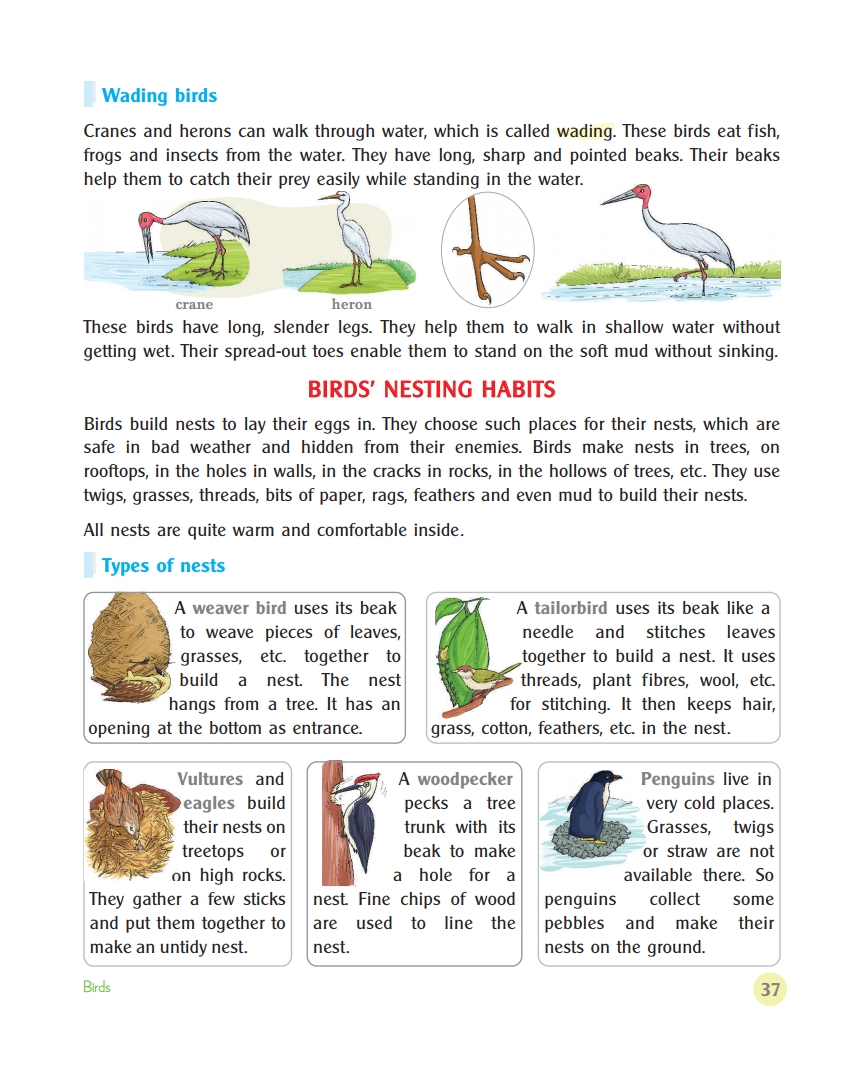 Wading birds
Cranes and herons can walk through water, which is called wading. These birds eat fish,
frogs and insects from the water. They have long, sharp and pointed beaks. Their beaks
help them to catch their prey easily while standing in the water.
crane
heron
These birds have long, slender legs. They help them to walk in shallow water without
getting wet. Their spread-out toes enable them to stand on the soft mud without sinking.
BIRDS' NESTING HABITS
Birds build nests to lay their eggs in. They choose such places for their nests, which are
safe in bad weather and hidden from their enemies. Birds make nests in trees, on
rooftops, in the holes in walls, in the cracks in rocks, in the hollows of trees, etc. They use
twigs, grasses, threads, bits of paper, rags, feathers and even mud to build their nests.
All nests are quite warm and comfortable inside.
Types of nests
A weaver bird uses its beak
to weave pieces of leaves,
grasses, etc. together to
build a nest. The nest
hangs from a tree. It has an
opening at the bottom as entrance.
A tailorbird uses its beak like a
needle and stitches leaves
together to build a nest. It uses
threads, plant fibres, wool, etc.
for stitching. It then keeps hair,
grass, cotton, feathers, etc. in the nest.
Vultures and
eagles build
their nests on
treetops or
on high rocks.
They gather a few sticks
and put them together to
make an untidy nest.
A woodpecker
pecks a tree
trunk with its
beak to make
a hole for a
nest. Fine chips of wood
are used to line the
nest.
Penguins live in
very cold places.
Grasses, twigs
or straw are not
available there. So
penguins collect some
pebbles and make their
nests on the ground.
Birds
37